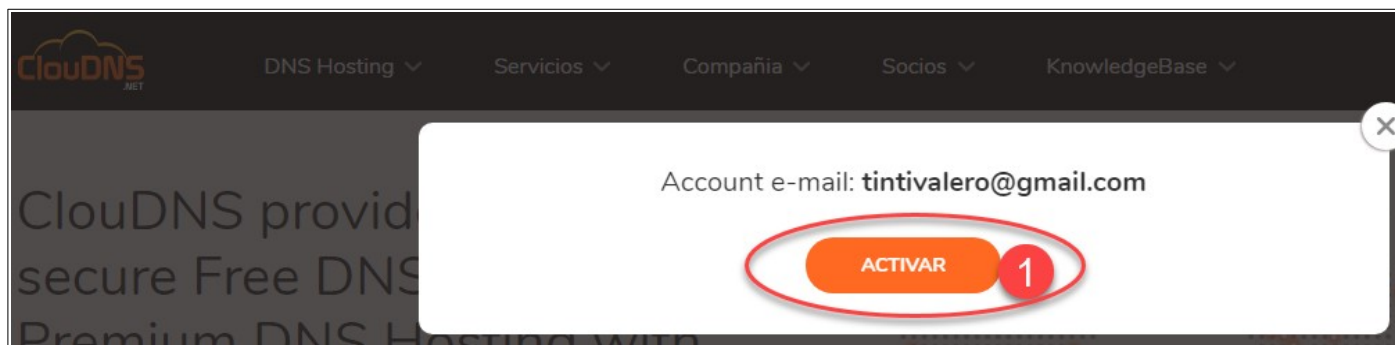 ClouDNS
.NET
DNS Hosting Servicios Compañia Socios KnowledgeBase
Account e-mail: tintivalero@gmail.com
ACTIVAR
1
ClouDNS provid
secure Free DNS
Premium DNS Hosting with